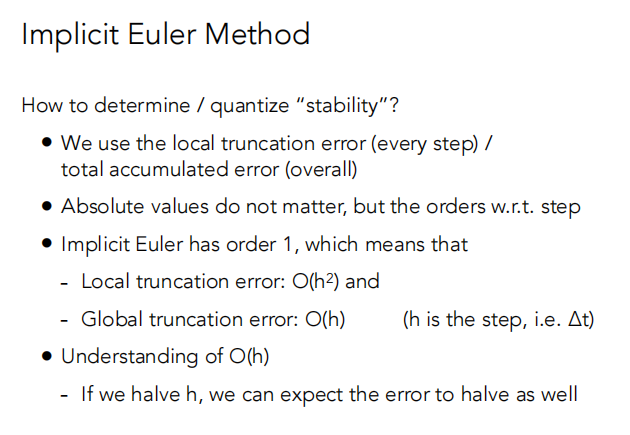 Implicit Euler Method
How to determine / quantize “stability”?
• We use the local truncation error (every step) /
total accumulated error (overall)
• Absolute values do not matter, but the orders w.r.t. step
• Implicit Euler has order 1, which means that
- Local truncation error: O(h²) and
- Global truncation error: O(h) (h is the step, i.e. Δt)
• Understanding of O(h)
- If we halve h, we can expect the error to halve as well